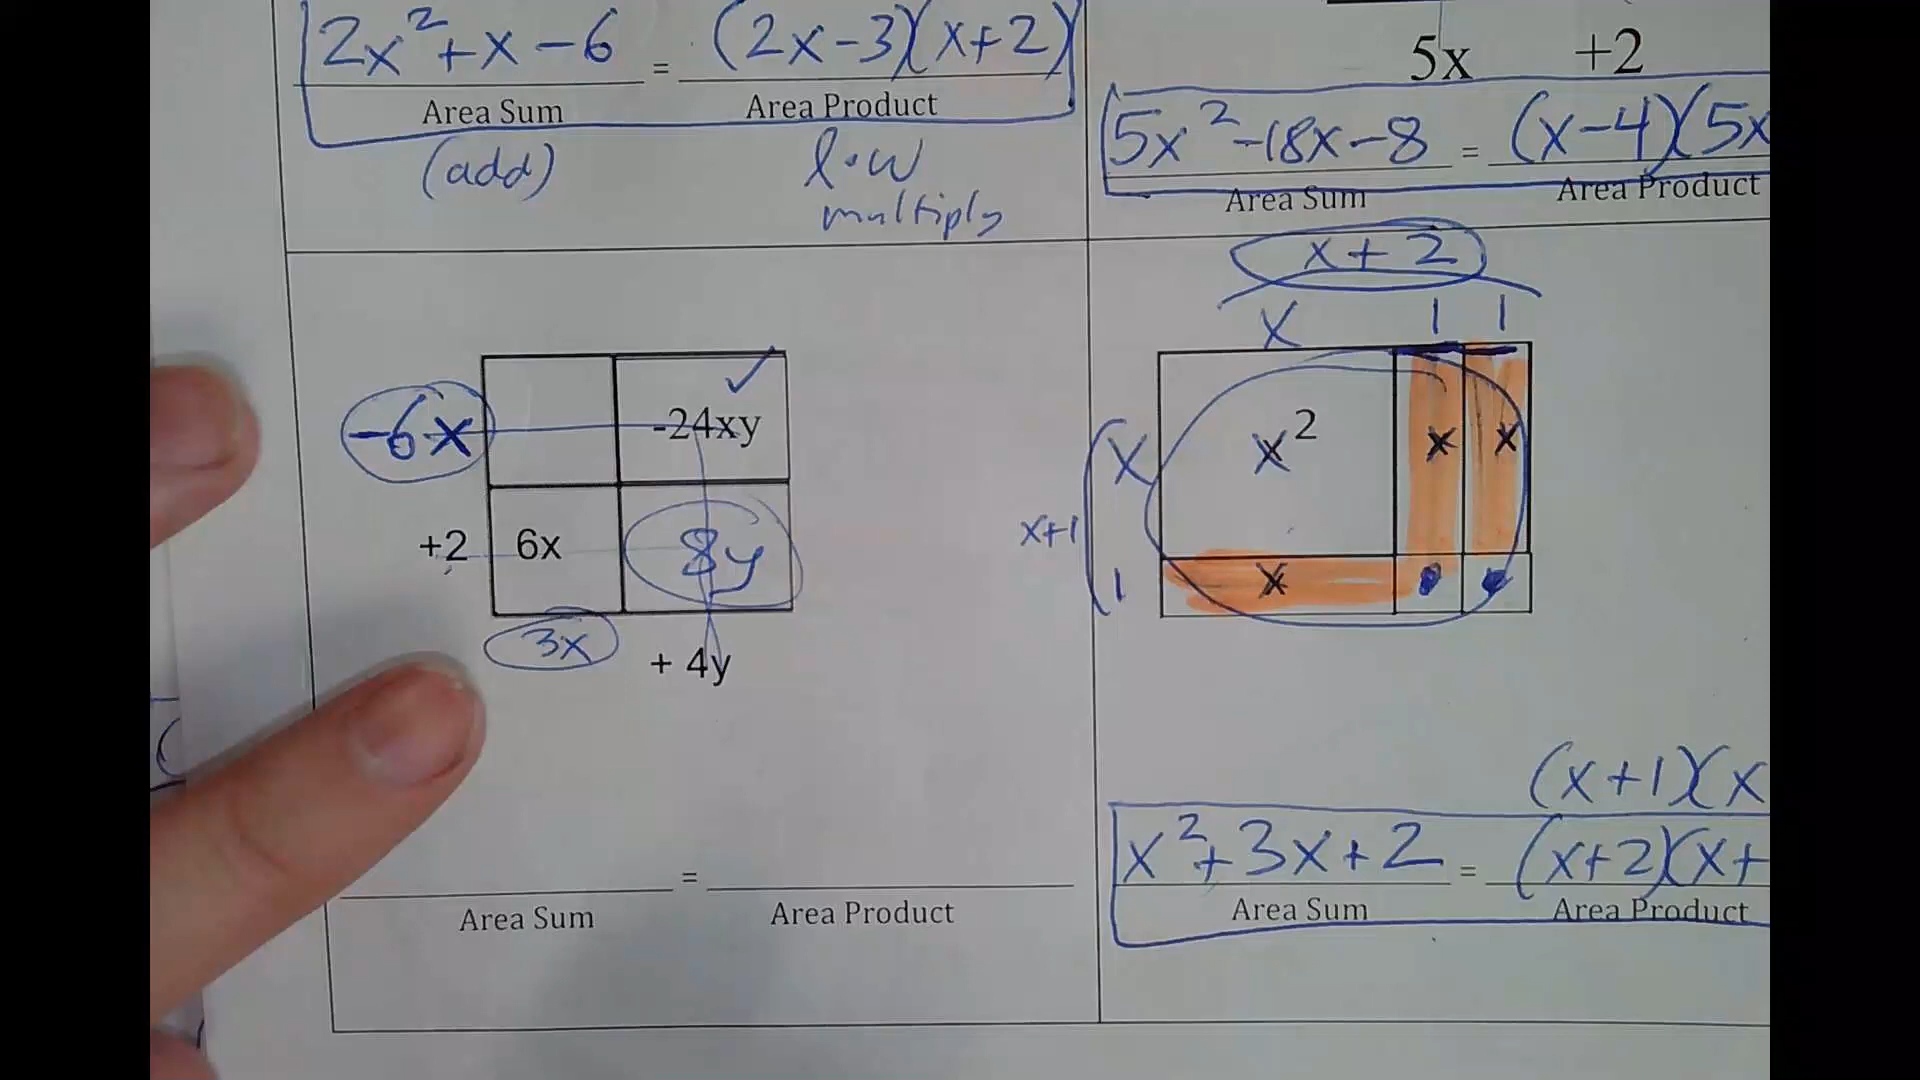 2x²+x-6 = (2x-3)(x+2)
Area Sum Area Product
(add) l·w
multiply
5x +2
5x²-18x-8 = (x-4)(5x
Area Sum Area Product
-24xy
-6x
+2 6x 8y
3x + 4y
=
Area Sum Area Product
x+2
x 1 1
x x² x x
x+1
1 x
(x+1)(x
x²+3x+2 = (x+2)(x+
Area Sum Area Product